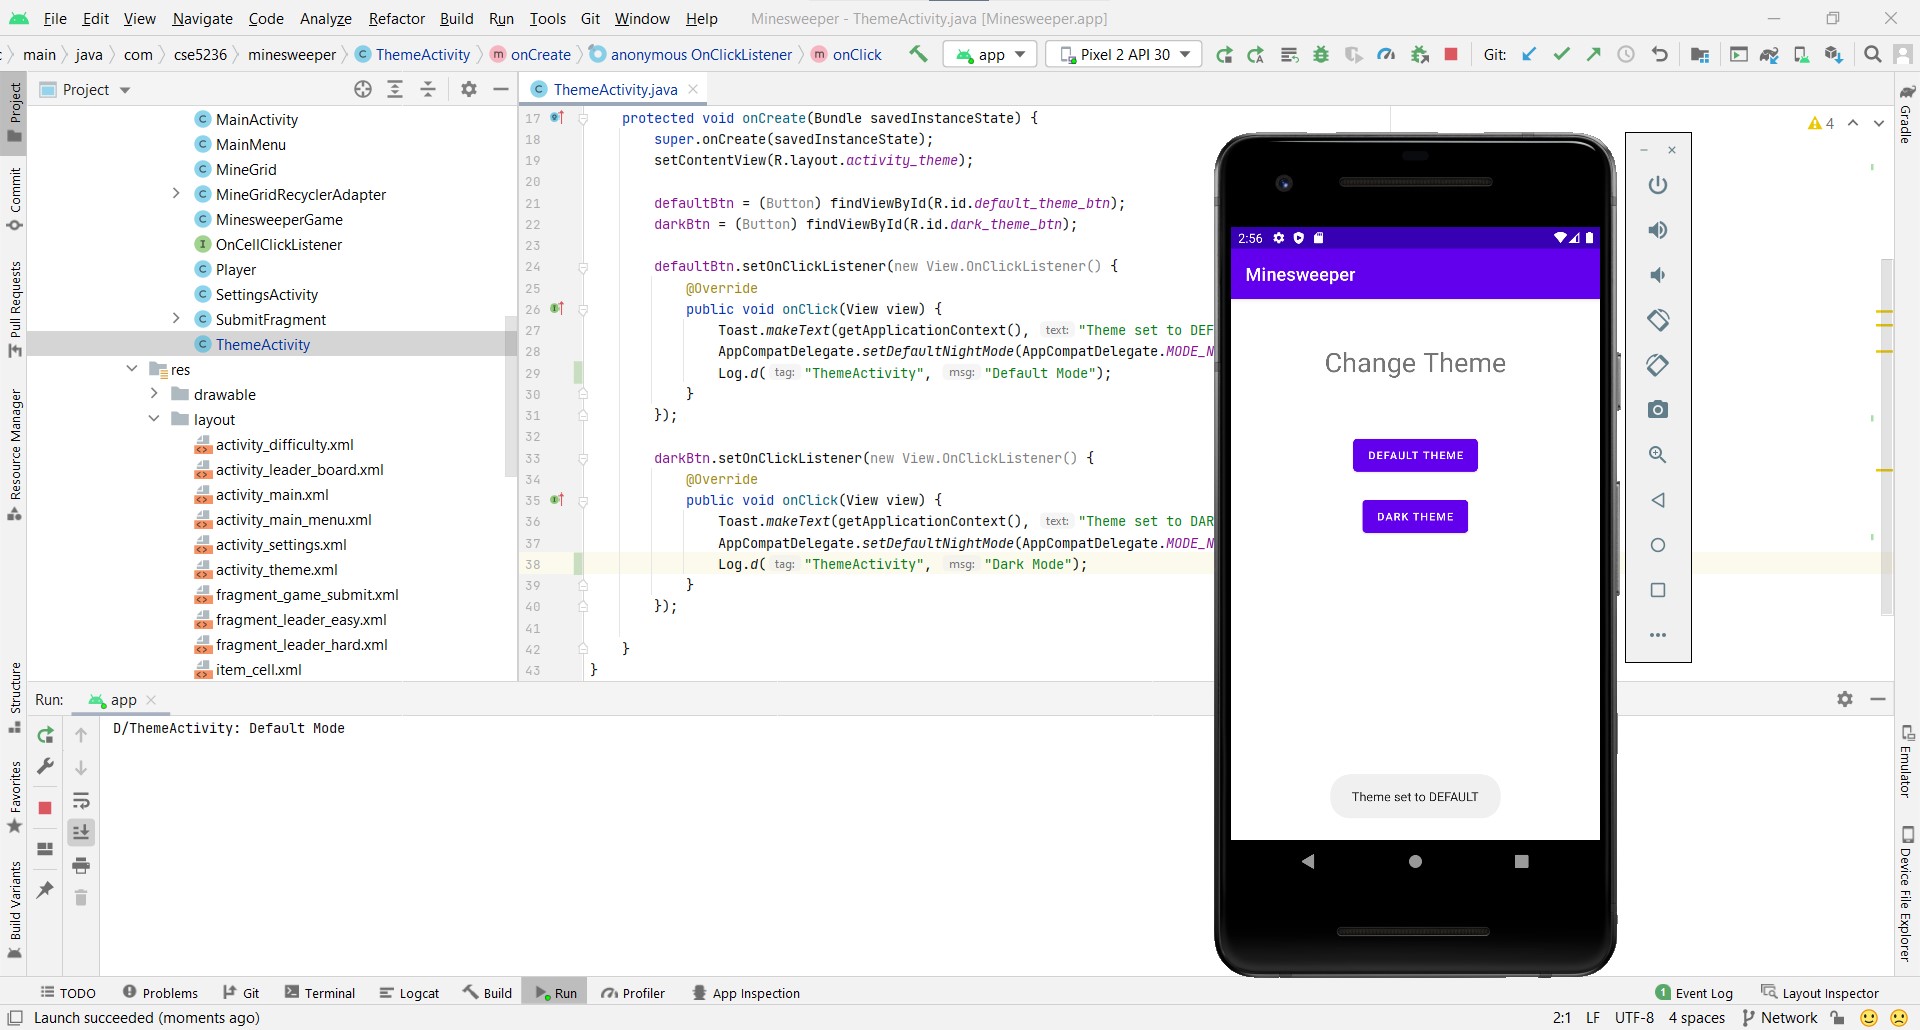 File Edit View Navigate Code Analyze Refactor Build Run Tools Git Window Help Minesweeper - ThemeActivity.java [Minesweeper.app]
main java com cse5236 minesweeper ThemeActivity onCreate anonymous OnClickListener onClick app Pixel 2 API 30 Git:
Project
ThemeActivity.java
MainActivity
MainMenu
MineGrid
MineGridRecyclerAdapter
MinesweeperGame
OnCellClickListener
Player
SettingsActivity
SubmitFragment
ThemeActivity
res
drawable
layout
activity_difficulty.xml
activity_leader_board.xml
activity_main.xml
activity_main_menu.xml
activity_settings.xml
activity_theme.xml
fragment_game_submit.xml
fragment_leader_easy.xml
fragment_leader_hard.xml
item_cell.xml
17 protected void onCreate(Bundle savedInstanceState) {
18 super.onCreate(savedInstanceState);
19 setContentView(R.layout.activity_theme);
20
21 defaultBtn = (Button) findViewById(R.id.default_theme_btn);
22 darkBtn = (Button) findViewById(R.id.dark_theme_btn);
23
24 defaultBtn.setOnClickListener(new View.OnClickListener() {
25 @Override
26 public void onClick(View view) {
27 Toast.makeText(getApplicationContext(), text: "Theme set to DEF
28 AppCompatDelegate.setDefaultNightMode(AppCompatDelegate.MODE_N
29 Log.d( tag: "ThemeActivity", msg: "Default Mode");
30 }
31 });
32
33 darkBtn.setOnClickListener(new View.OnClickListener() {
34 @Override
35 public void onClick(View view) {
36 Toast.makeText(getApplicationContext(), text: "Theme set to DAR
37 AppCompatDelegate.setDefaultNightMode(AppCompatDelegate.MODE_N
38 Log.d( tag: "ThemeActivity", msg: "Dark Mode");
39 }
40 });
41
42 }
43 }
4
2:56
Minesweeper
Change Theme
DEFAULT THEME
DARK THEME
Theme set to DEFAULT
Project
Commit
Pull Requests
Resource Manager
Structure
Favorites
Build Variants
Gradle
Emulator
Device File Explorer
Run: app
D/ThemeActivity: Default Mode
TODO Problems Git Terminal Logcat Build Run Profiler App Inspection 1 Event Log Layout Inspector
Launch succeeded (moments ago) 2:1 LF UTF-8 4 spaces Network